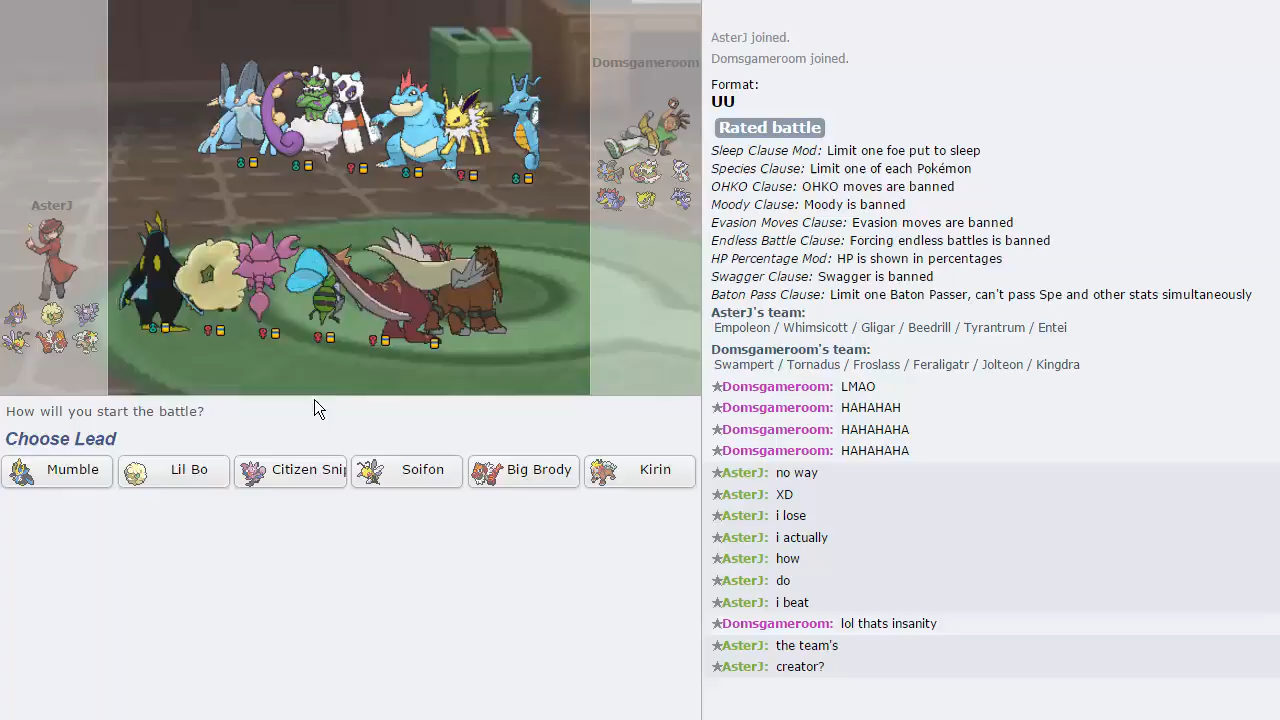 AsterJ joined.
Domsgameroom joined.
Format:
UU
Rated battle
Sleep Clause Mod: Limit one foe put to sleep
Species Clause: Limit one of each Pokémon
OHKO Clause: OHKO moves are banned
Moody Clause: Moody is banned
Evasion Moves Clause: Evasion moves are banned
Endless Battle Clause: Forcing endless battles is banned
HP Percentage Mod: HP is shown in percentages
Swagger Clause: Swagger is banned
Baton Pass Clause: Limit one Baton Passer, can't pass Spe and other stats simultaneously
AsterJ's team:
Empoleon / Whimsicott / Gligar / Beedrill / Tyrantrum / Entei
Domsgameroom's team:
Swampert / Tornadus / Froslass / Feraligatr / Jolteon / Kingdra
☆Domsgameroom: LMAO
☆Domsgameroom: HAHAHAH
☆Domsgameroom: HAHAHAHA
☆Domsgameroom: HAHAHAHA
☆AsterJ: no way
☆AsterJ: XD
☆AsterJ: i lose
☆AsterJ: i actually
☆AsterJ: how
☆AsterJ: do
☆AsterJ: i beat
☆Domsgameroom: lol thats insanity
☆AsterJ: the team's
☆AsterJ: creator?
Domsgameroom
AsterJ
How will you start the battle?
Choose Lead
Mumble
Lil Bo
Citizen Snip
Soifon
Big Brody
Kirin